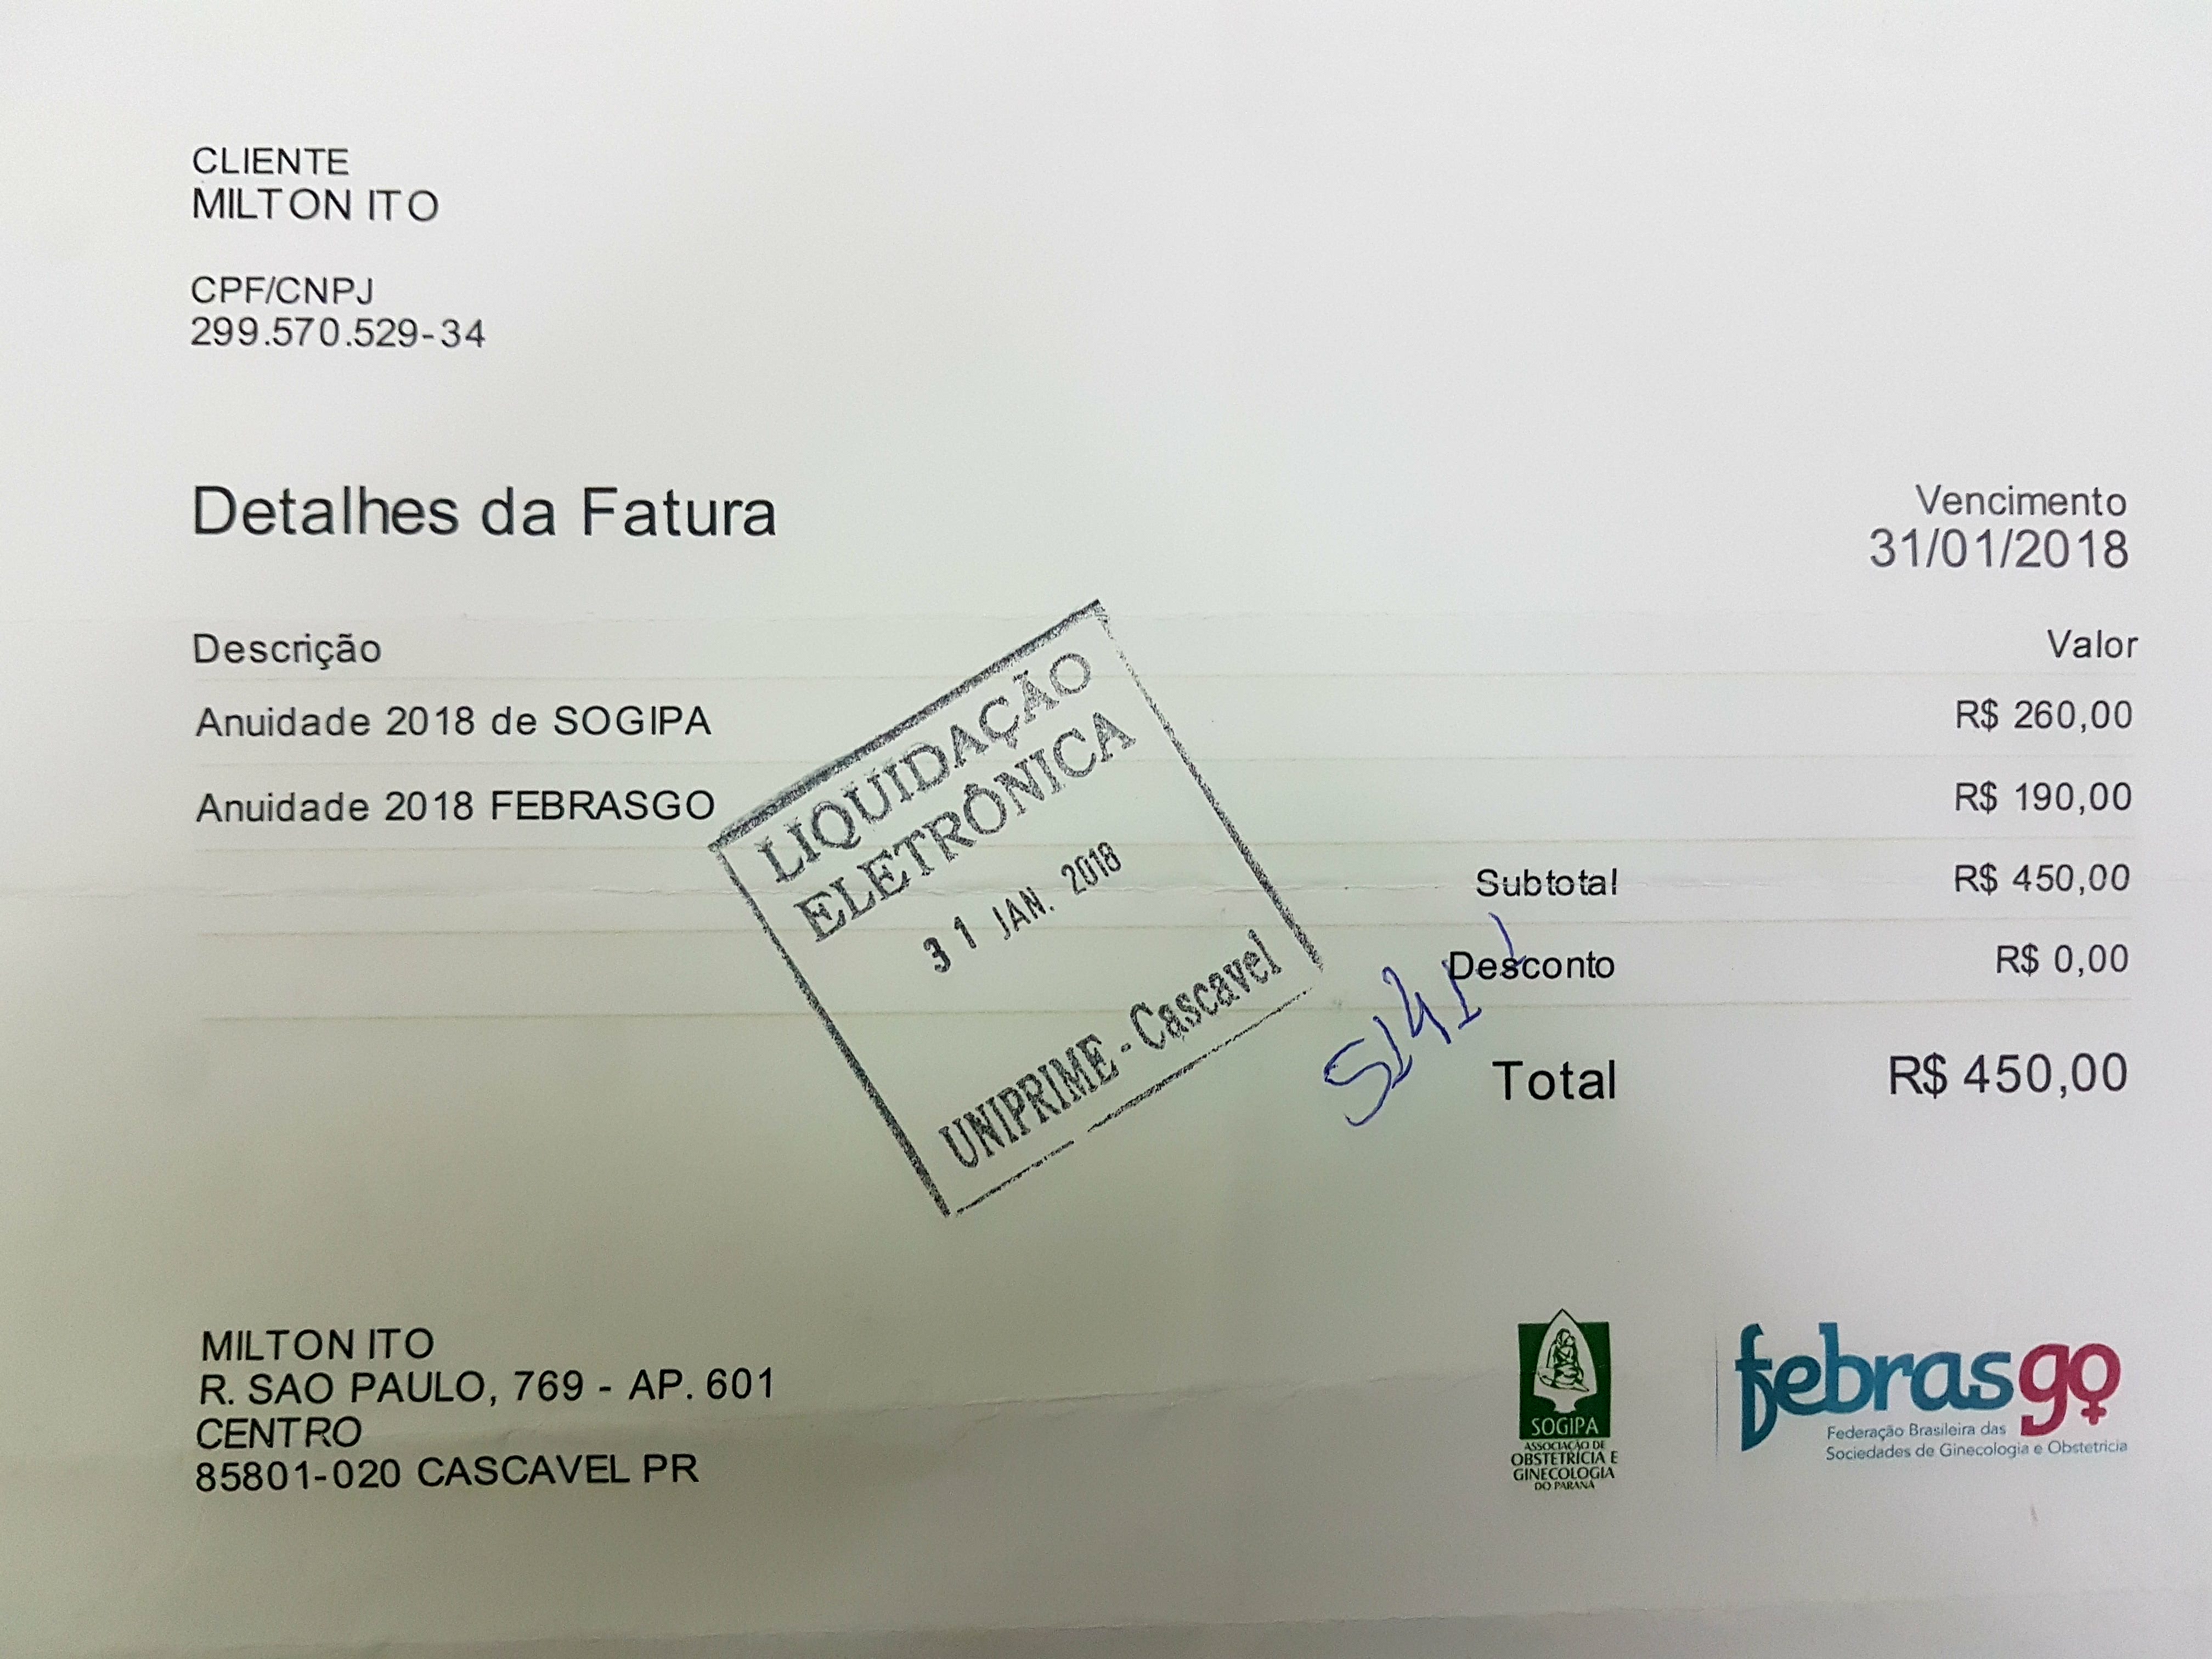 CLIENTE
MILTON ITO
CPF/CNPJ
299.570.529-34
Detalhes da Fatura
Vencimento
31/01/2018
Descrição Valor
Anuidade 2018 de SOGIPA R$ 260,00
Anuidade 2018 FEBRASGO R$ 190,00
Subtotal R$ 450,00
Desconto R$ 0,00
Total R$ 450,00
LIQUIDAÇÃO
ELETRÔNICA
31 JAN. 2018
UNIPRIME - Cascavel
MILTON ITO
R. SAO PAULO, 769 - AP. 601
CENTRO
85801-020 CASCAVEL PR
SOGIPA
ASSOCIAÇÃO DE
OBSTETRÍCIA E
GINECOLOGIA
DO PARANÁ
febrasgo
Federação Brasileira das
Sociedades de Ginecologia e Obstetrícia